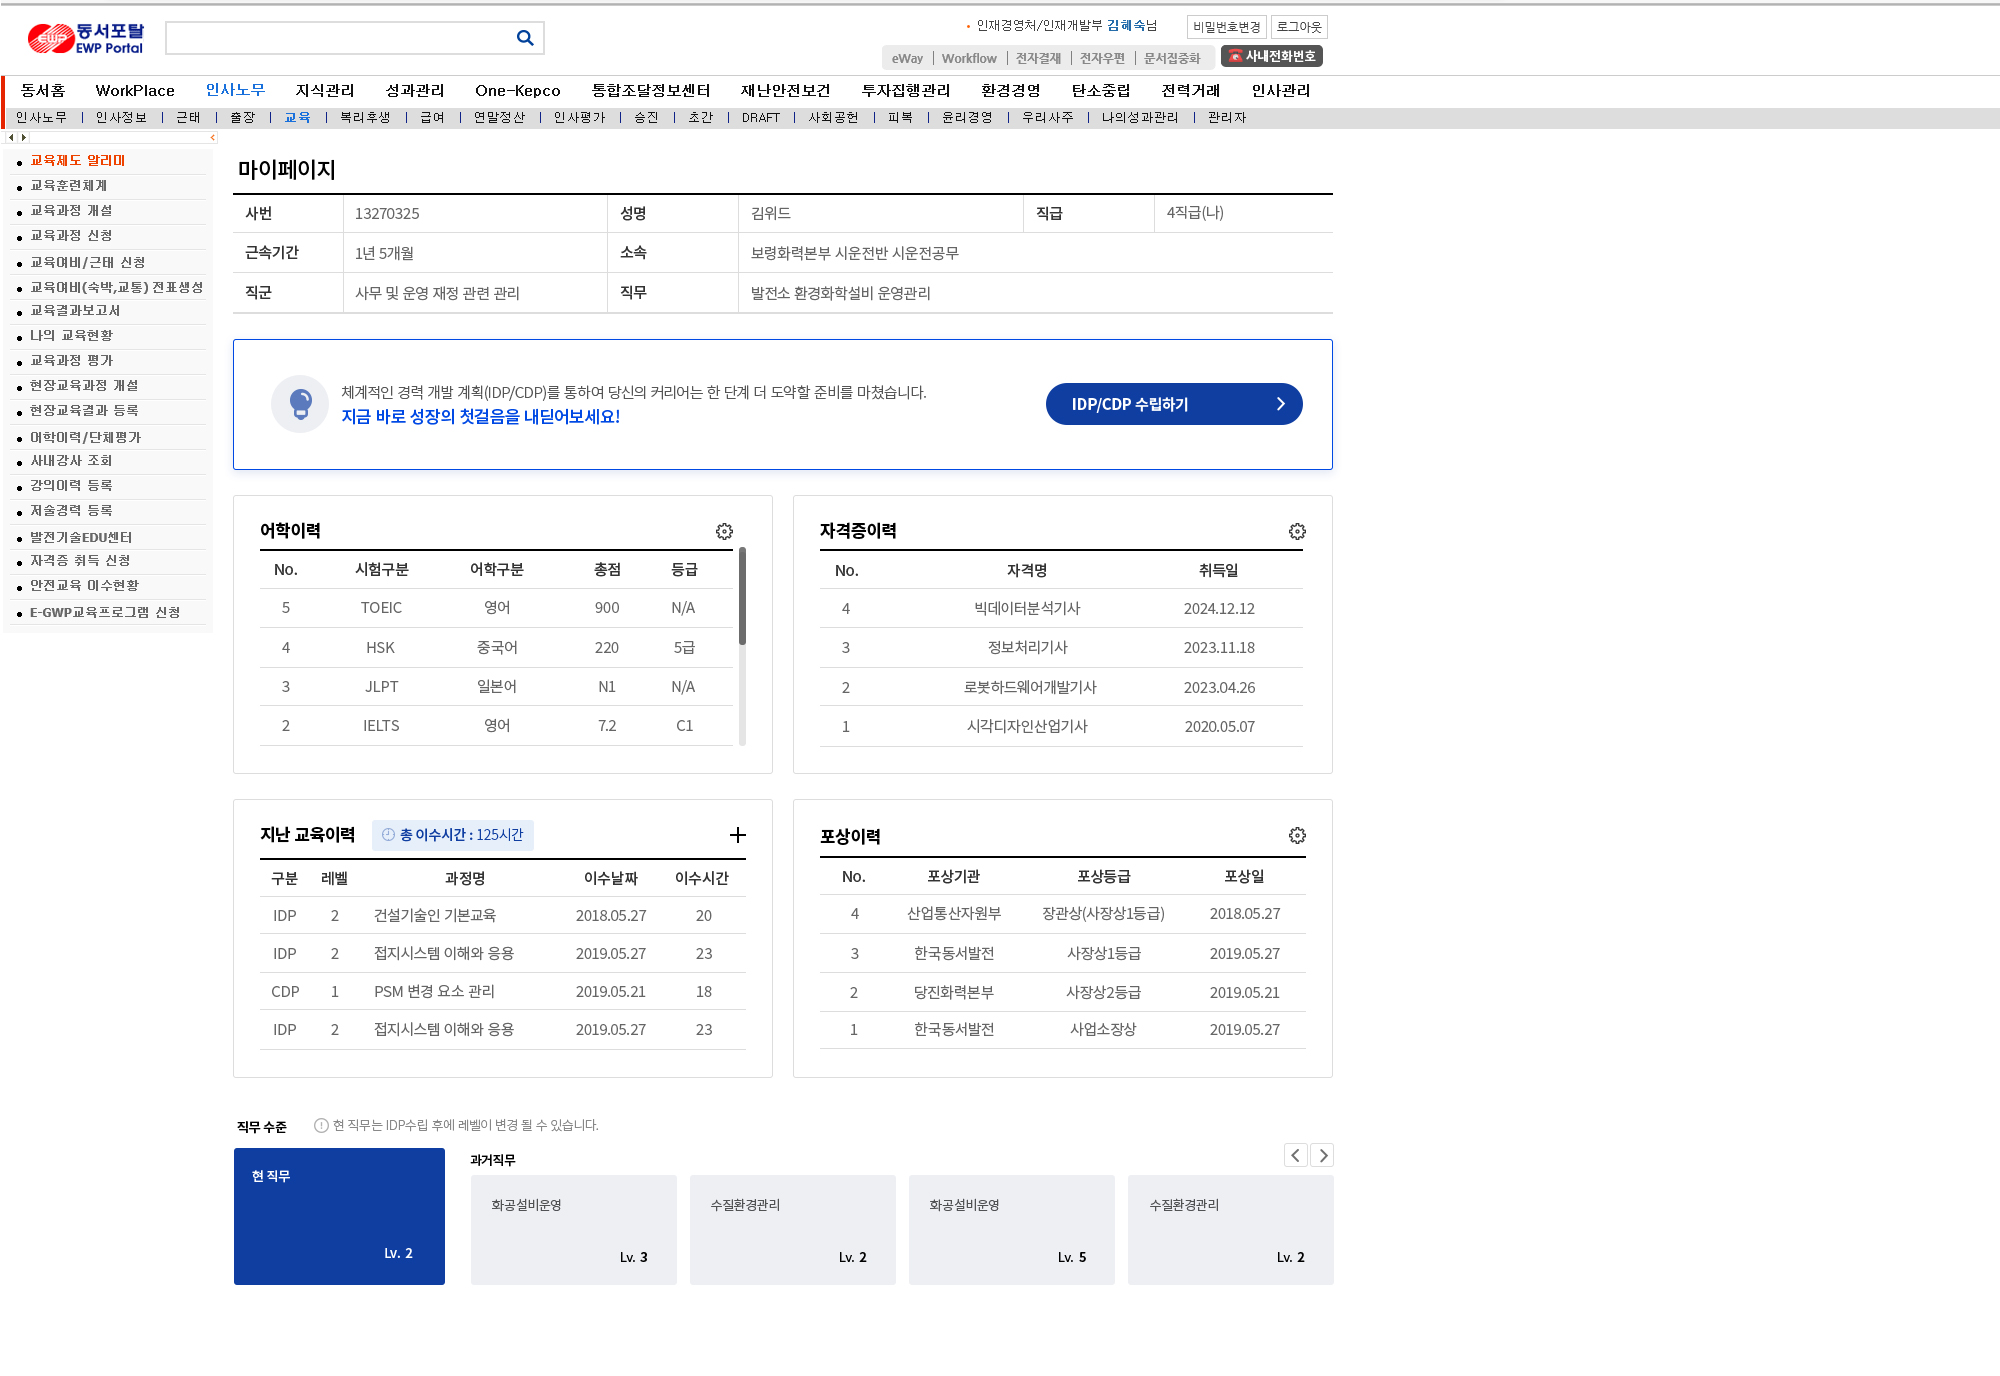 동서포탈
EWP Portal
EWP
인재경영처/인재개발부 김혜숙님
비밀번호변경 로그아웃
eWay | Workflow | 전자결재 | 전자우편 | 문서집중화
사내전화번호
동서홈 WorkPlace 인사노무 지식관리 성과관리 One-Kepco 통합조달정보센터 재난안전보건 투자집행관리 환경경영 탄소중립 전력거래 인사관리
인사노무 | 인사정보 | 근태 | 출장 | 교육 | 복리후생 | 급여 | 연말정산 | 인사평가 | 승진 | 초간 | DRAFT | 사회공헌 | 피복 | 윤리경영 | 우리사주 | 나의성과관리 | 관리자
교육제도 알리미
교육훈련체계
교육과정 개설
교육과정 신청
교육여비/근태 신청
교육여비(숙박,교통) 전표생성
교육결과보고서
나의 교육현황
교육과정 평가
현장교육과정 개설
현장교육결과 등록
어학이력/단체평가
사내강사 조회
강의이력 등록
저술경력 등록
발전기술EDU센터
자격증 취득 신청
안전교육 이수현황
E-GWP교육프로그램 신청
마이페이지
사번 13270325 성명 김위드 직급 4직급(나)
근속기간 1년 5개월 소속 보령화력본부 시운전반 시운전공무
직군 사무 및 운영 재정 관련 관리 직무 발전소 환경화학설비 운영관리
체계적인 경력 개발 계획(IDP/CDP)를 통하여 당신의 커리어는 한 단계 더 도약할 준비를 마쳤습니다.
지금 바로 성장의 첫걸음을 내딛어보세요!
IDP/CDP 수립하기
어학이력
No. 시험구분 어학구분 총점 등급
5 TOEIC 영어 900 N/A
4 HSK 중국어 220 5급
3 JLPT 일본어 N1 N/A
2 IELTS 영어 7.2 C1
자격증이력
No. 자격명 취득일
4 빅데이터분석기사 2024.12.12
3 정보처리기사 2023.11.18
2 로봇하드웨어개발기사 2023.04.26
1 시각디자인산업기사 2020.05.07
지난 교육이력 총 이수시간 : 125시간
구분 레벨 과정명 이수날짜 이수시간
IDP 2 건설기술인 기본교육 2018.05.27 20
IDP 2 접지시스템 이해와 응용 2019.05.27 23
CDP 1 PSM 변경 요소 관리 2019.05.21 18
IDP 2 접지시스템 이해와 응용 2019.05.27 23
포상이력
No. 포상기관 포상등급 포상일
4 산업통산자원부 장관상(사장상1등급) 2018.05.27
3 한국동서발전 사장상1등급 2019.05.27
2 당진화력본부 사장상2등급 2019.05.21
1 한국동서발전 사업소장상 2019.05.27
직무 수준 현 직무는 IDP수립 후에 레벨이 변경 될 수 있습니다.
현 직무
Lv. 2
과거직무
화공설비운영
Lv. 3
수질환경관리
Lv. 2
화공설비운영
Lv. 5
수질환경관리
Lv. 2